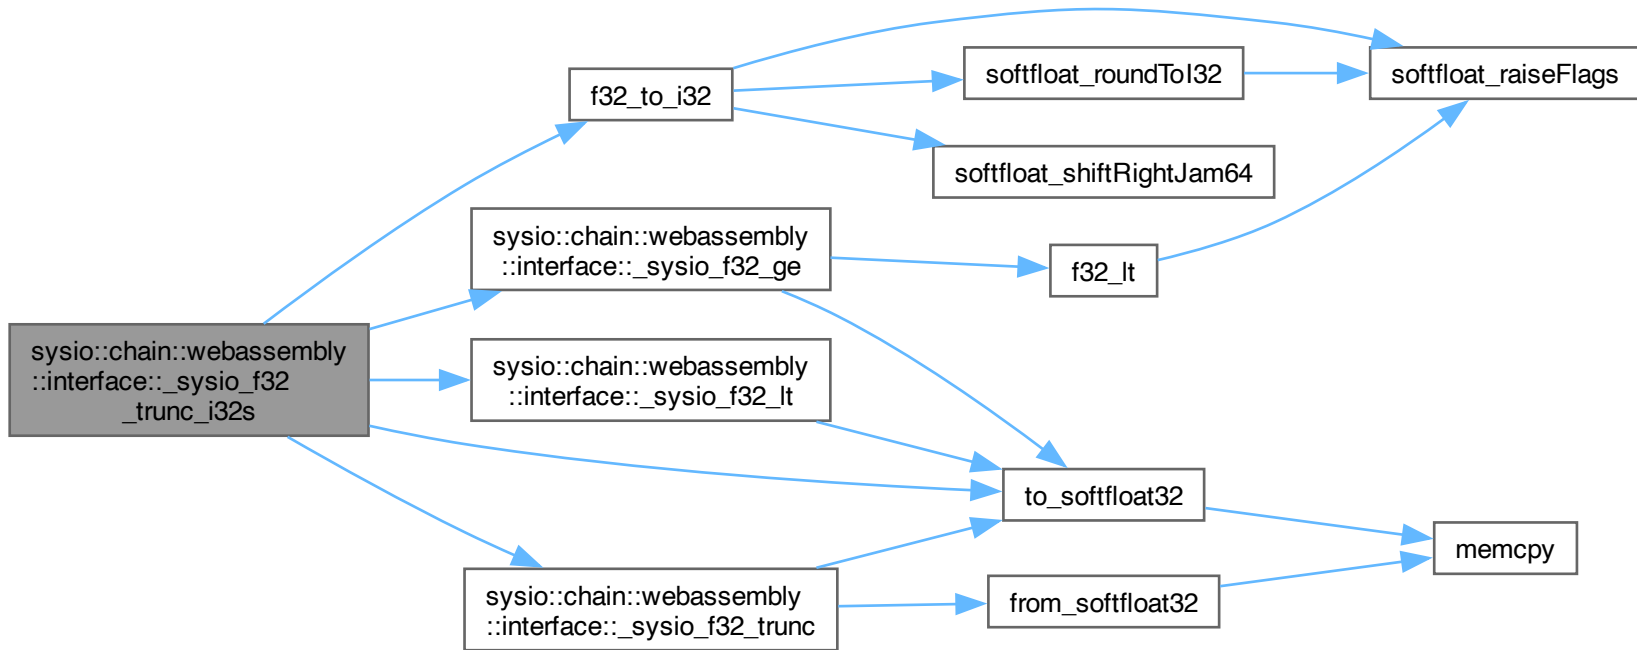 sysio::chain::webassembly
::interface::_sysio_f32
_trunc_i32s
f32_to_i32
softfloat_roundToI32
softfloat_raiseFlags
softfloat_shiftRightJam64
sysio::chain::webassembly
::interface::_sysio_f32_ge
f32_lt
sysio::chain::webassembly
::interface::_sysio_f32_lt
to_softfloat32
memcpy
sysio::chain::webassembly
::interface::_sysio_f32_trunc
from_softfloat32